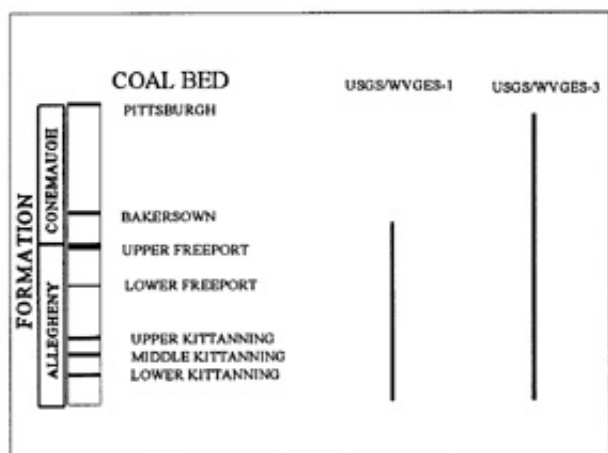 COAL BED
USGS/WVGES-1
USGS/WVGES-3
PITTSBURGH
BAKERSOWN
UPPER FREEPORT
LOWER FREEPORT
UPPER KITTANNING
MIDDLE KITTANNING
LOWER KITTANNING
FORMATION
CONEMAUGH
ALLEGHENY